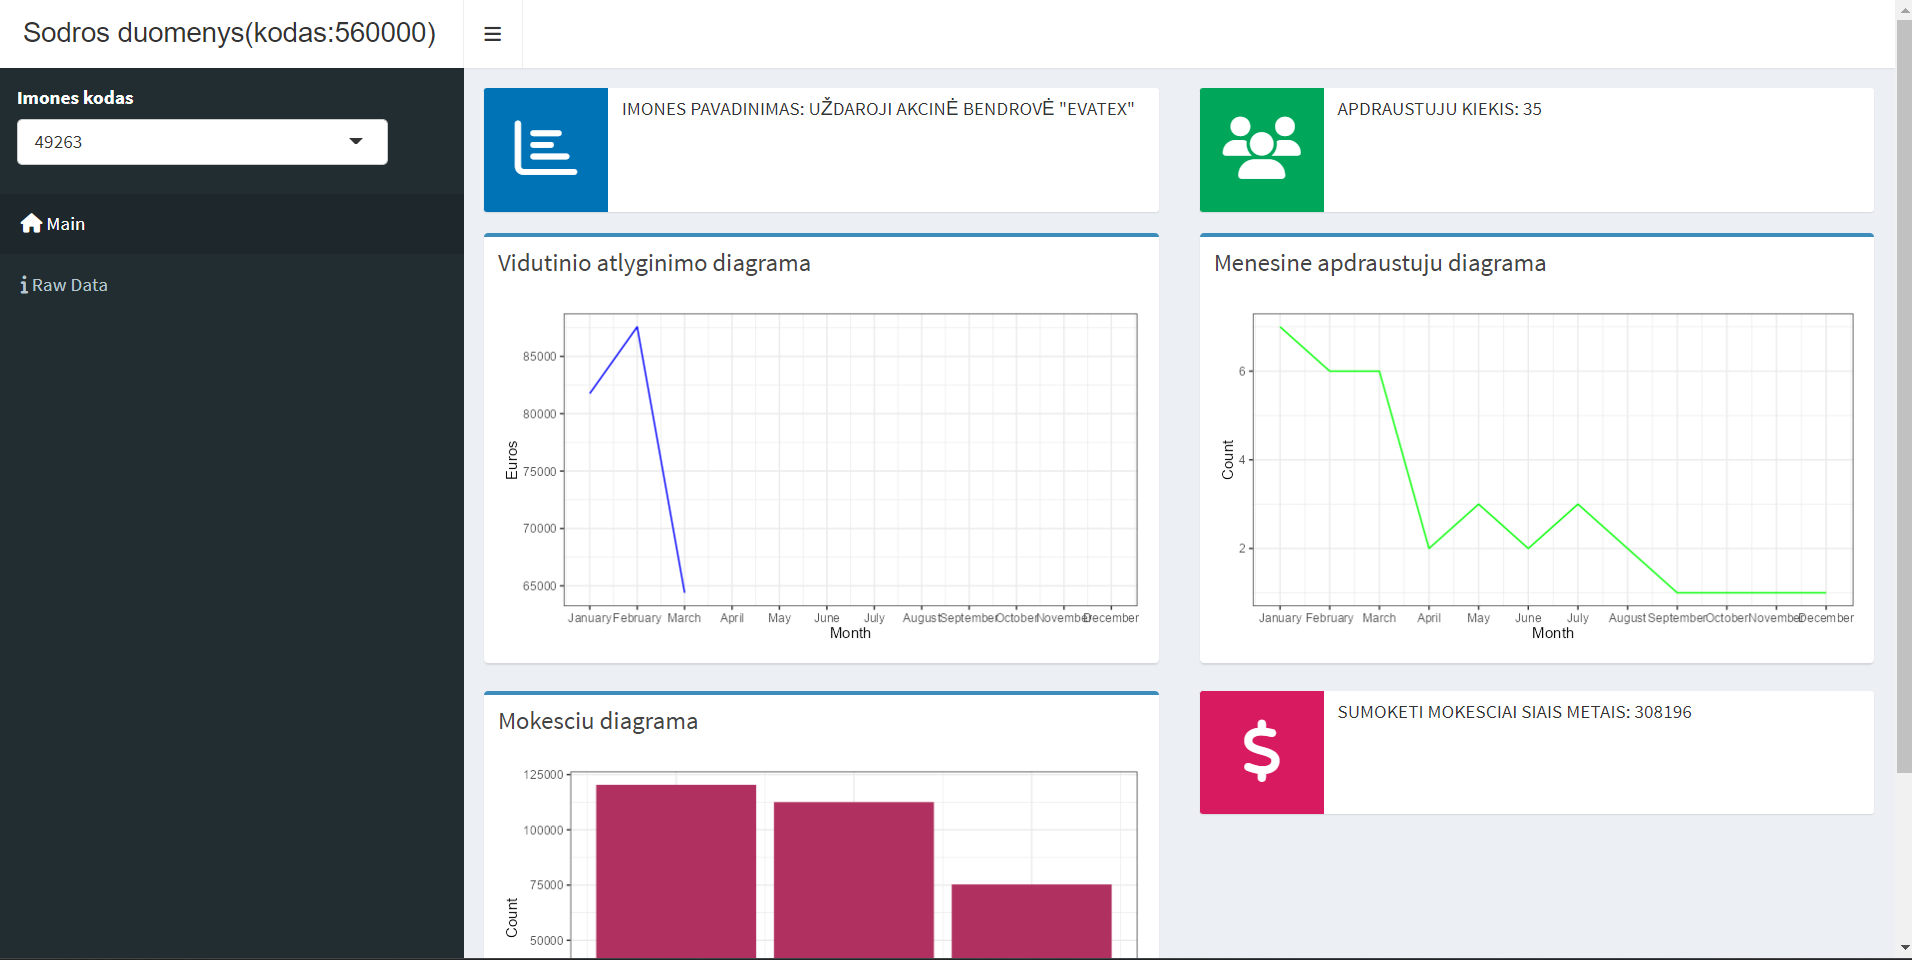 Sodros duomenys(kodas:560000)
Imones kodas
49263
Main
Raw Data
IMONES PAVADINIMAS: UŽDAROJI AKCINĖ BENDROVĖ "EVATEX"
APDRAUSTUJU KIEKIS: 35
Vidutinio atlyginimo diagrama
85000
80000
75000
70000
65000
Euros
January February March April May June July August September October November December
Month
Menesine apdraustuju diagrama
6
4
2
Count
January February March April May June July August September October November December
Month
Mokesciu diagrama
125000
100000
75000
50000
Count
SUMOKETI MOKESCIAI SIAIS METAIS: 308196